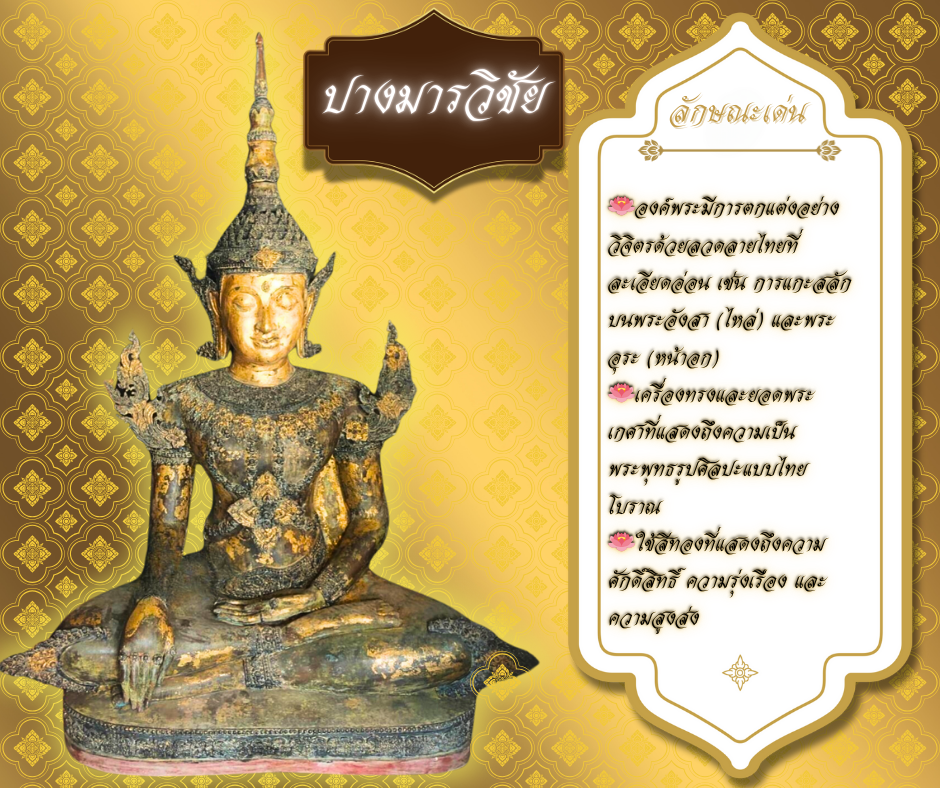 ปางมารวิชัย
ลักษณะเด่น
องค์พระมีการตกแต่งอย่าง
วิจิตรด้วยลวดลายไทยที่
ละเอียดอ่อน เช่น การแกะสลัก
บนพระอังสา (ไหล่) และพระ
อุระ (หน้าอก)
เครื่องทรงและยอดพระ
เกศาที่แสดงถึงความเป็น
พระพุทธรูปศิลปะแบบไทย
โบราณ
ใช้สีทองที่แสดงถึงความ
ศักดิ์สิทธิ์ ความรุ่งเรือง และ
ความสูงส่ง